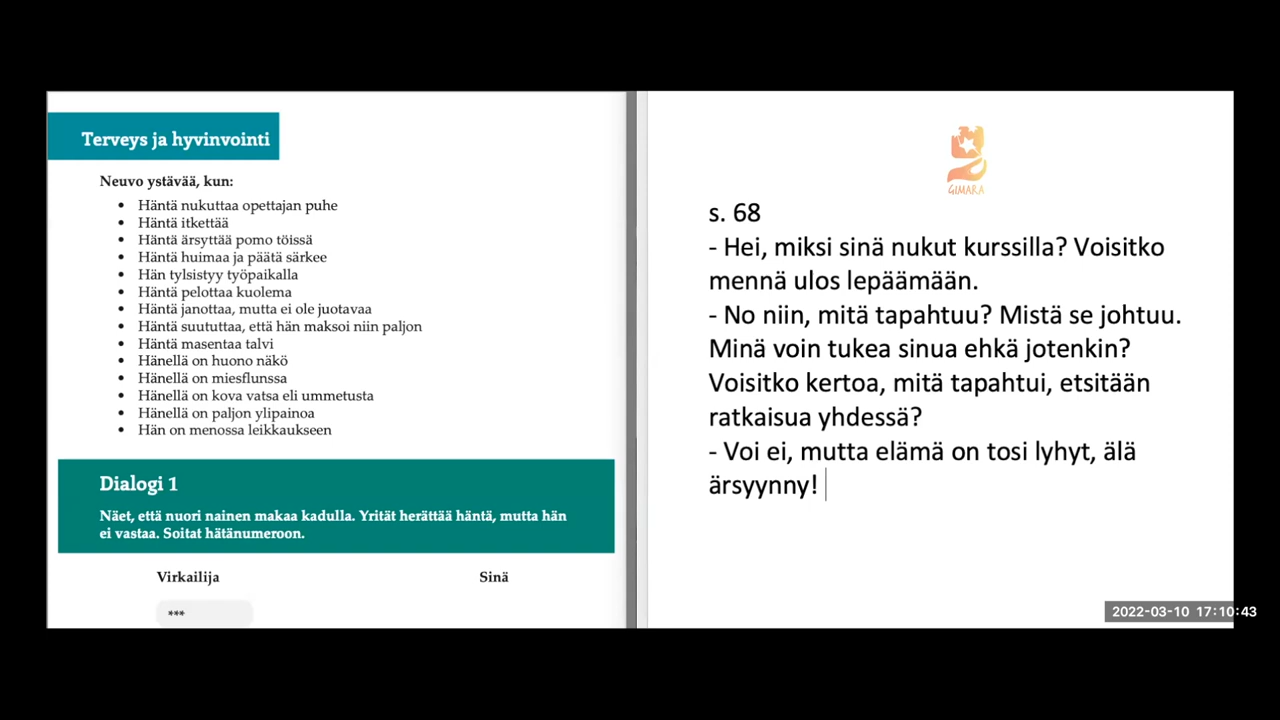 Terveys ja hyvinvointi
Neuvo ystävää, kun:
• Häntä nukuttaa opettajan puhe
• Häntä itkettää
• Häntä ärsyttää pomo töissä
• Häntä huimaa ja päätä särkee
• Hän tylsistyy työpaikalla
• Häntä pelottaa kuolema
• Häntä janottaa, mutta ei ole juotavaa
• Häntä suututtaa, että hän maksoi niin paljon
• Häntä masentaa talvi
• Hänellä on huono näkö
• Hänellä on miesflunssa
• Hänellä on kova vatsa eli ummetusta
• Hänellä on paljon ylipainoa
• Hän on menossa leikkaukseen
Dialogi 1
Näet, että nuori nainen makaa kadulla. Yrität herättää häntä, mutta hän
ei vastaa. Soitat hätänumeroon.
Virkailija Sinä
***
GIMARA
s. 68
- Hei, miksi sinä nukut kurssilla? Voisitko
mennä ulos lepäämään.
- No niin, mitä tapahtuu? Mistä se johtuu.
Minä voin tukea sinua ehkä jotenkin?
Voisitko kertoa, mitä tapahtui, etsitään
ratkaisua yhdessä?
- Voi ei, mutta elämä on tosi lyhyt, älä
ärsyynny!
2022-03-10 17:10:43